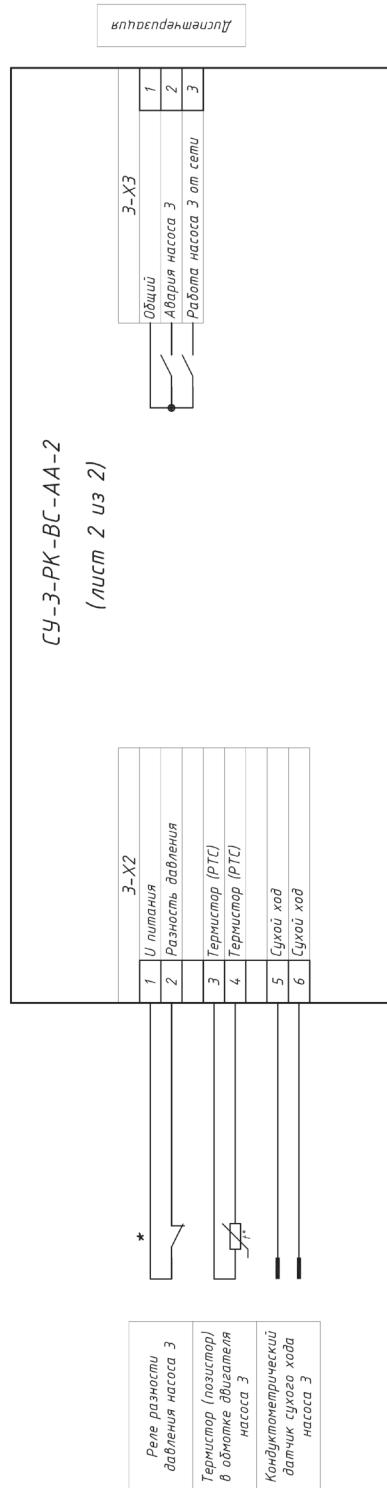 СУ-3-РК-ВС-АА-2
(лист 2 из 2)
Реле разности
давления насоса 3
Термистор (позистор)
в обмотке двигателя
насоса 3
Кондуктометрический
датчик сухого хода
насоса 3
*
t°
3-X2
1 U питания
2 Разность давления
3 Термистор (РТС)
4 Термистор (РТС)
5 Сухой ход
6 Сухой ход
3-X3
Общий 1
Авария насоса 3 2
Работа насоса 3 от сети 3
Диспетчеризация